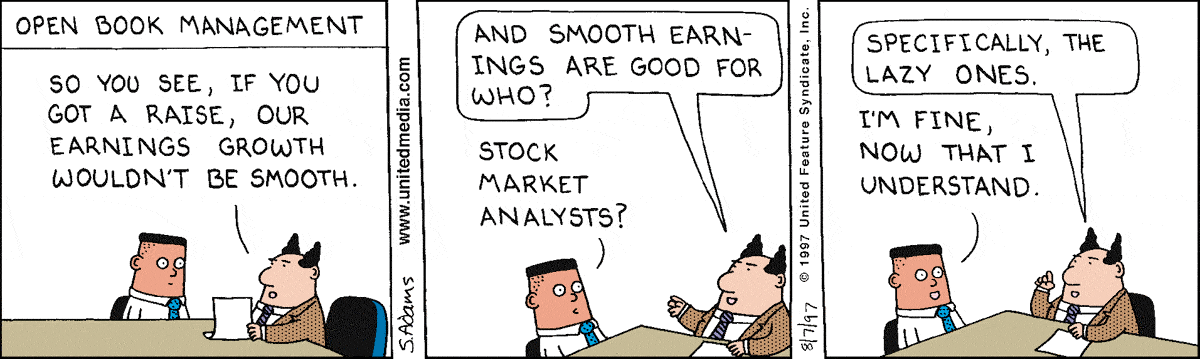 OPEN BOOK MANAGEMENT
SO YOU SEE, IF YOU
GOT A RAISE, OUR
EARNINGS GROWTH
WOULDN'T BE SMOOTH.
S.Adams
www.unitedmedia.com
AND SMOOTH EARN-
INGS ARE GOOD FOR
WHO?
STOCK
MARKET
ANALYSTS?
8/7/97
© 1997 United Feature Syndicate, Inc.
SPECIFICALLY, THE
LAZY ONES.
I'M FINE,
NOW THAT I
UNDERSTAND.